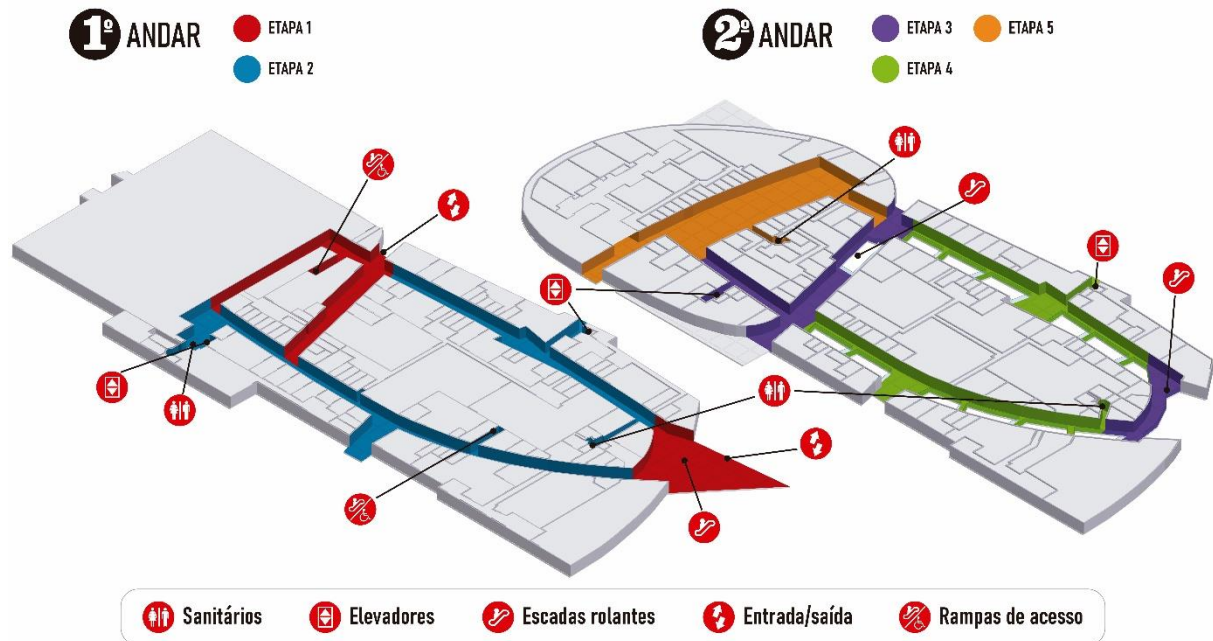 1º ANDAR
ETAPA 1
ETAPA 2
2º ANDAR
ETAPA 3
ETAPA 5
ETAPA 4
Sanitários
Elevadores
Escadas rolantes
Entrada/saída
Rampas de acesso